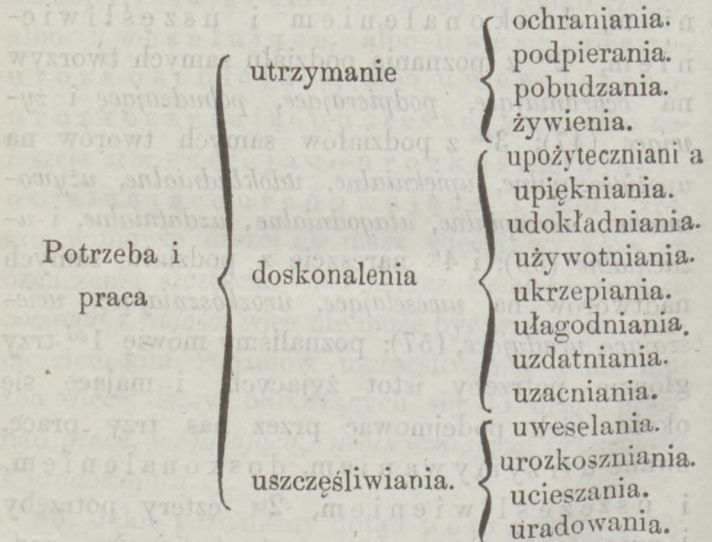 ochraniania.
podpierania.
utrzymanie
pobudzania.
żywienia.
upożyteczniania
upiękniania.
udokładniania.
Potrzeba i
praca
doskonalenia
używotniania.
ukrzepiania.
ułagodniania.
uzdatniania.
uzacniania.
uweselania.
urozkoszniania.
uszczęśliwiania.
ucieszania.
uradowania.